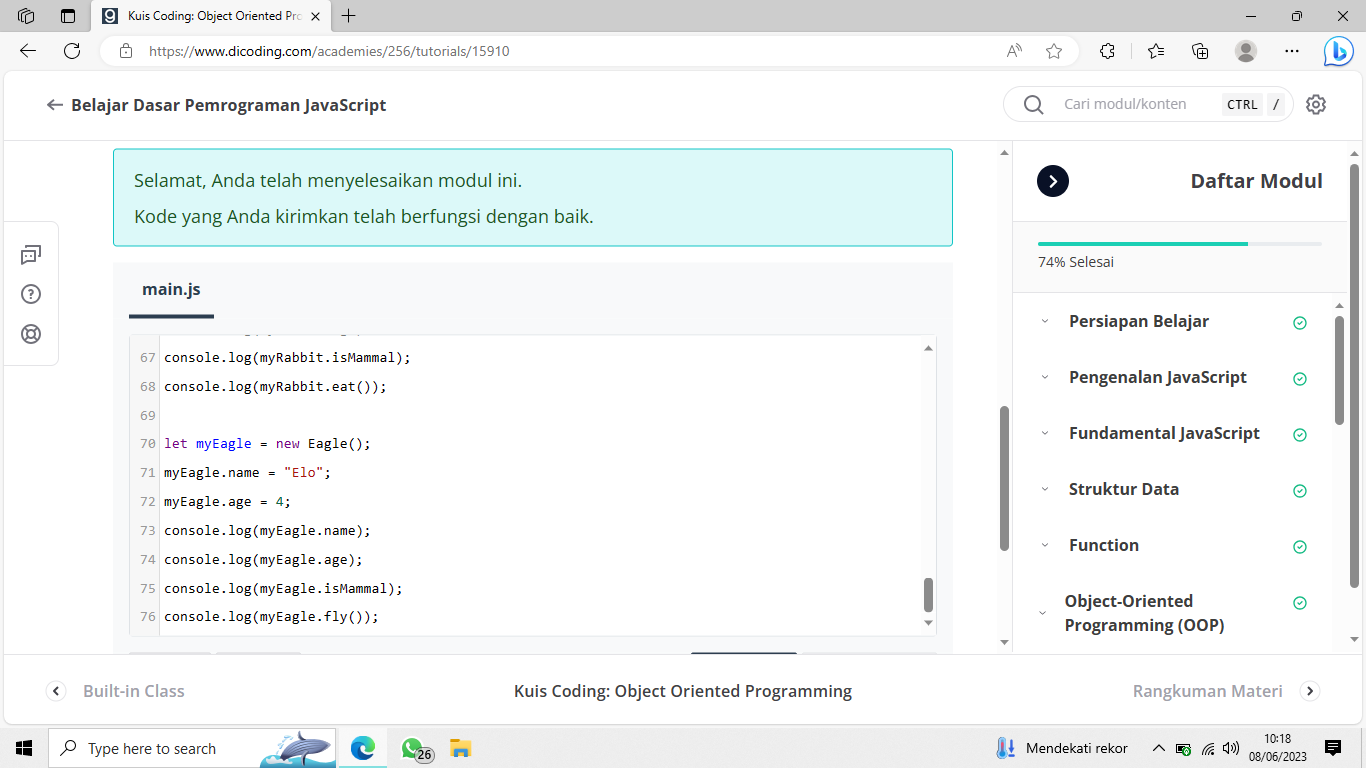 Kuis Coding: Object Oriented Pro
https://www.dicoding.com/academies/256/tutorials/15910
Belajar Dasar Pemrograman JavaScript
Cari modul/konten
CTRL
/
Selamat, Anda telah menyelesaikan modul ini.
Kode yang Anda kirimkan telah berfungsi dengan baik.
main.js
67 console.log(myRabbit.isMammal);
68 console.log(myRabbit.eat());
69
70 let myEagle = new Eagle();
71 myEagle.name = "Elo";
72 myEagle.age = 4;
73 console.log(myEagle.name);
74 console.log(myEagle.age);
75 console.log(myEagle.isMammal);
76 console.log(myEagle.fly());
Daftar Modul
74% Selesai
Persiapan Belajar
Pengenalan JavaScript
Fundamental JavaScript
Struktur Data
Function
Object-Oriented
Programming (OOP)
Built-in Class
Kuis Coding: Object Oriented Programming
Rangkuman Materi
Type here to search
26
Mendekati rekor
10:18
08/06/2023